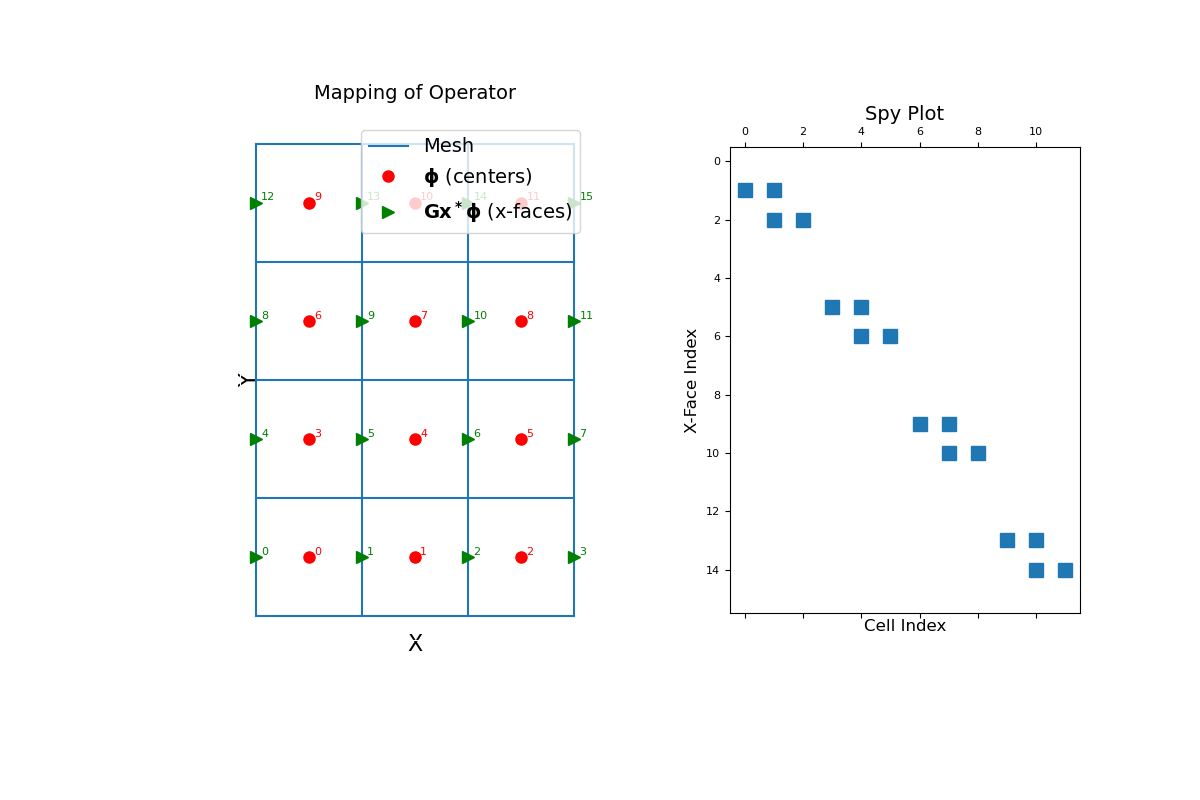 Mapping of Operator
Mesh
ϕ (centers)
Gx*ϕ (x-faces)
12 9 13 10 14 11 15
8 6 9 7 10 8 11
4 3 5 4 6 5 7
0 0 1 1 2 2 3
Y
X
Spy Plot
0 2 4 6 8 10
0
2
4
6
8
10
12
14
X-Face Index
Cell Index